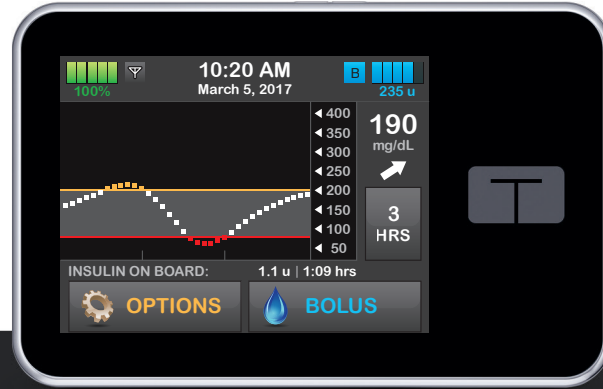 10:20 AM
March 5, 2017
100%
B
235 u
400
350
300
250
200
150
100
50
190
mg/dL
3
HRS
INSULIN ON BOARD: 1.1 u | 1:09 hrs
OPTIONS
BOLUS